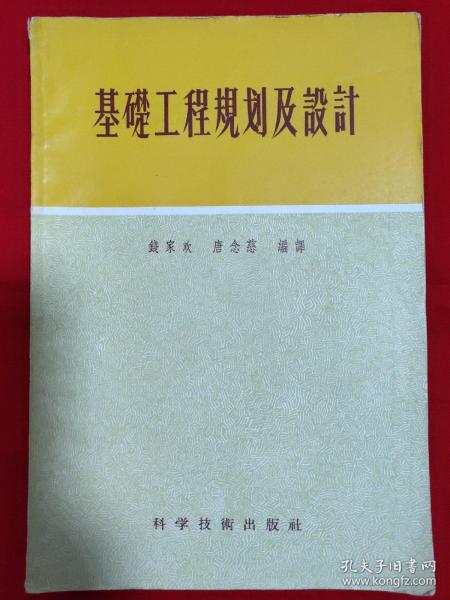 基礎工程規划及設計
錢家欢 唐念慈 編譯
科学技術出版社
孔夫子旧书网
www.kongfz.com